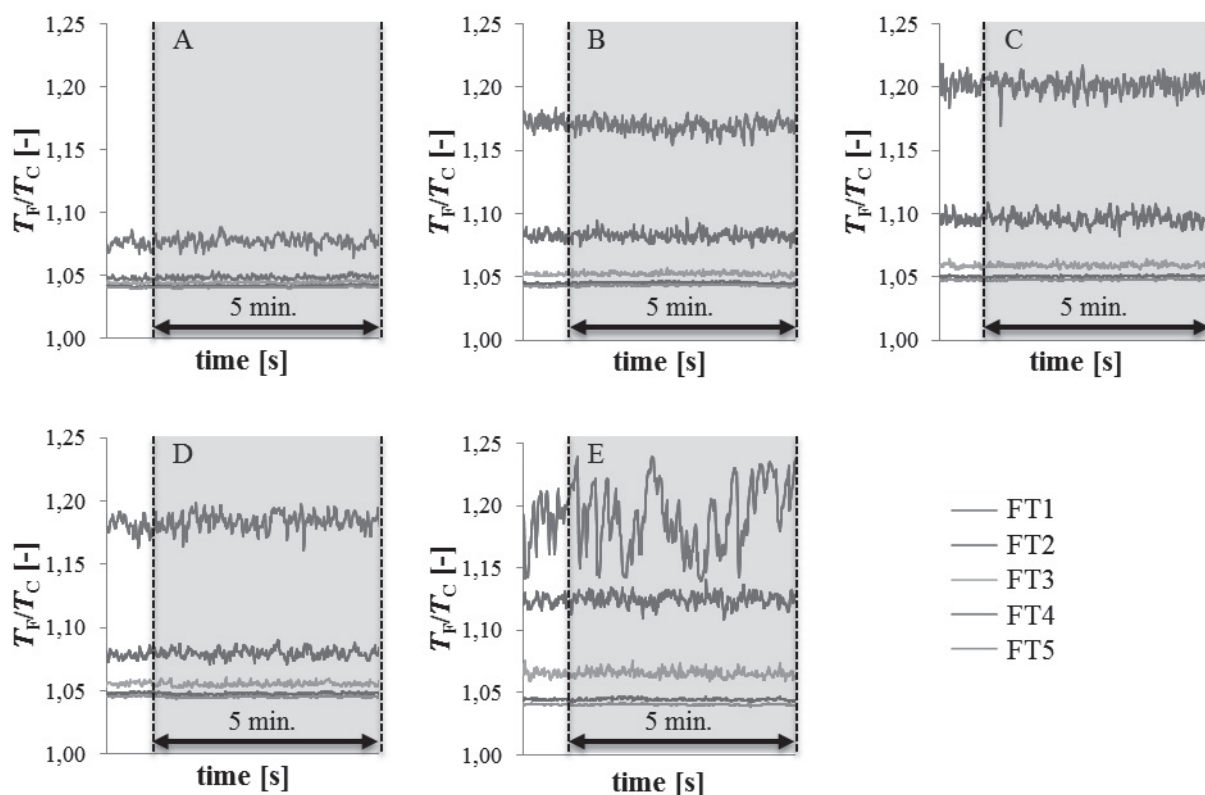 A
1,25
1,20
1,15
1,10
1,05
1,00
T_F/T_C [-]
5 min.
time [s]
B
1,25
1,20
1,15
1,10
1,05
1,00
T_F/T_C [-]
5 min.
time [s]
C
1,25
1,20
1,15
1,10
1,05
1,00
T_F/T_C [-]
5 min.
time [s]
D
1,25
1,20
1,15
1,10
1,05
1,00
T_F/T_C [-]
5 min.
time [s]
E
1,25
1,20
1,15
1,10
1,05
1,00
T_F/T_C [-]
5 min.
time [s]
FT1
FT2
FT3
FT4
FT5